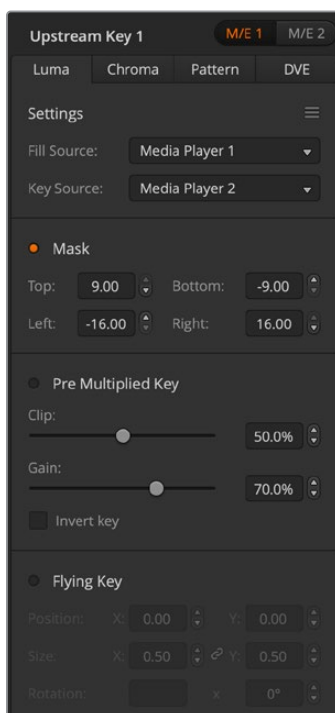 Upstream Key 1 M/E 1 M/E 2
Luma Chroma Pattern DVE
Settings
Fill Source: Media Player 1
Key Source: Media Player 2
Mask
Top: 9.00 Bottom: -9.00
Left: -16.00 Right: 16.00
Pre Multiplied Key
Clip:
50.0%
Gain:
70.0%
Invert key
Flying Key
Position: X: 0.00 Y: 0.00
Size: X: 0.50 Y: 0.50
Rotation: x 0°